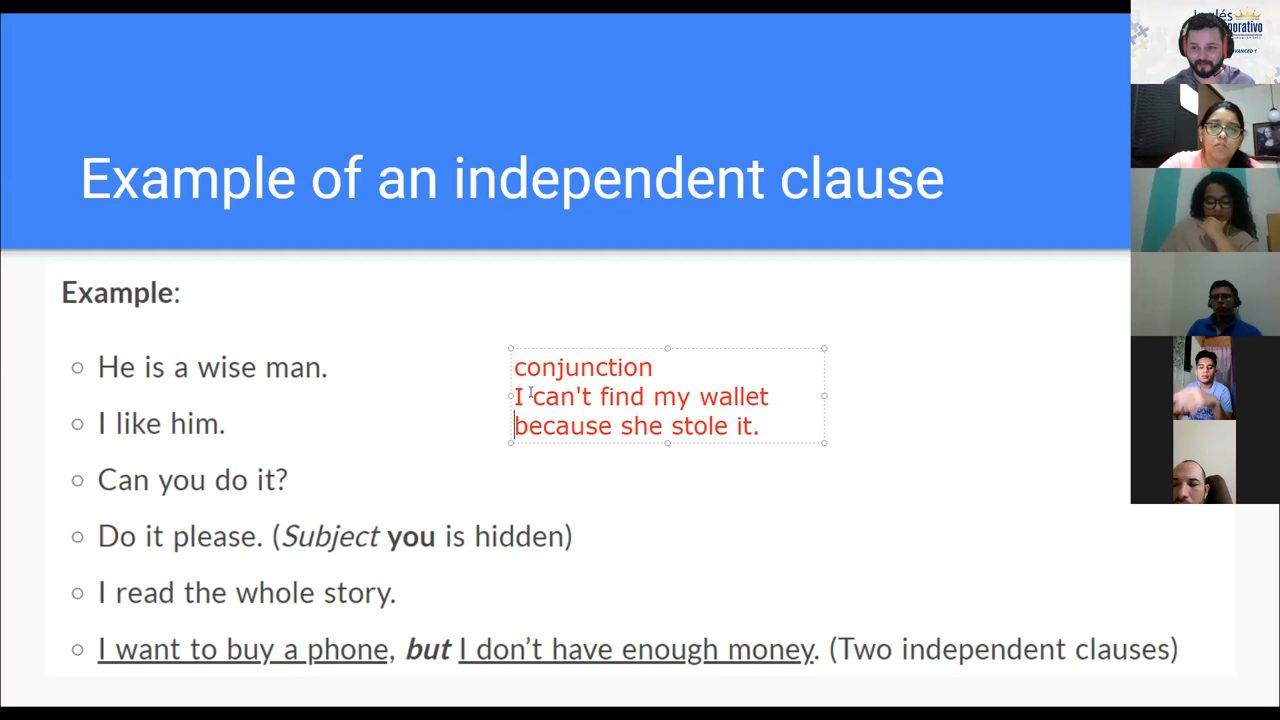 Example of an independent clause
Example:
He is a wise man.
I like him.
Can you do it?
Do it please. (Subject you is hidden)
I read the whole story.
I want to buy a phone, but I don't have enough money. (Two independent clauses)
conjunction
I can't find my wallet
because she stole it.
Inglés